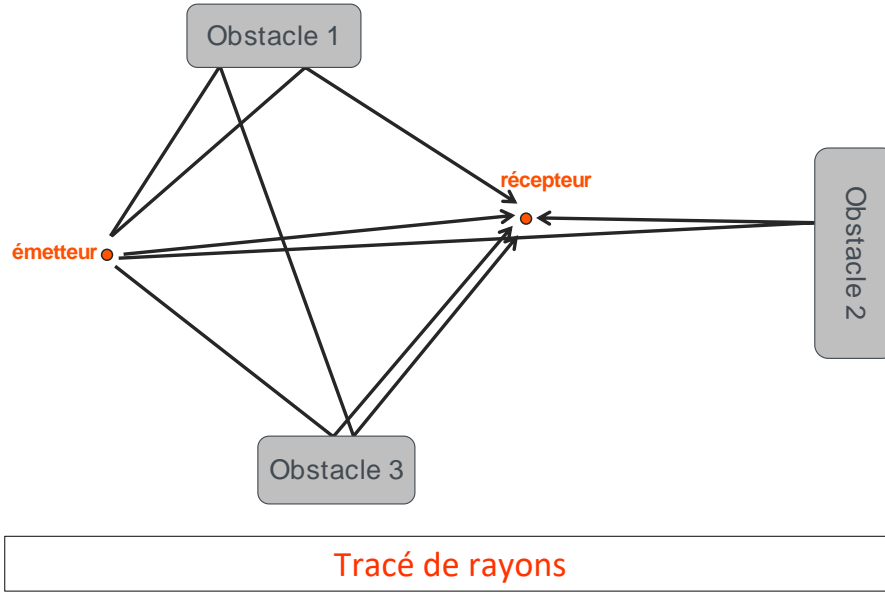 Obstacle 1
récepteur
Obstacle 2
émetteur
Obstacle 3
Tracé de rayons